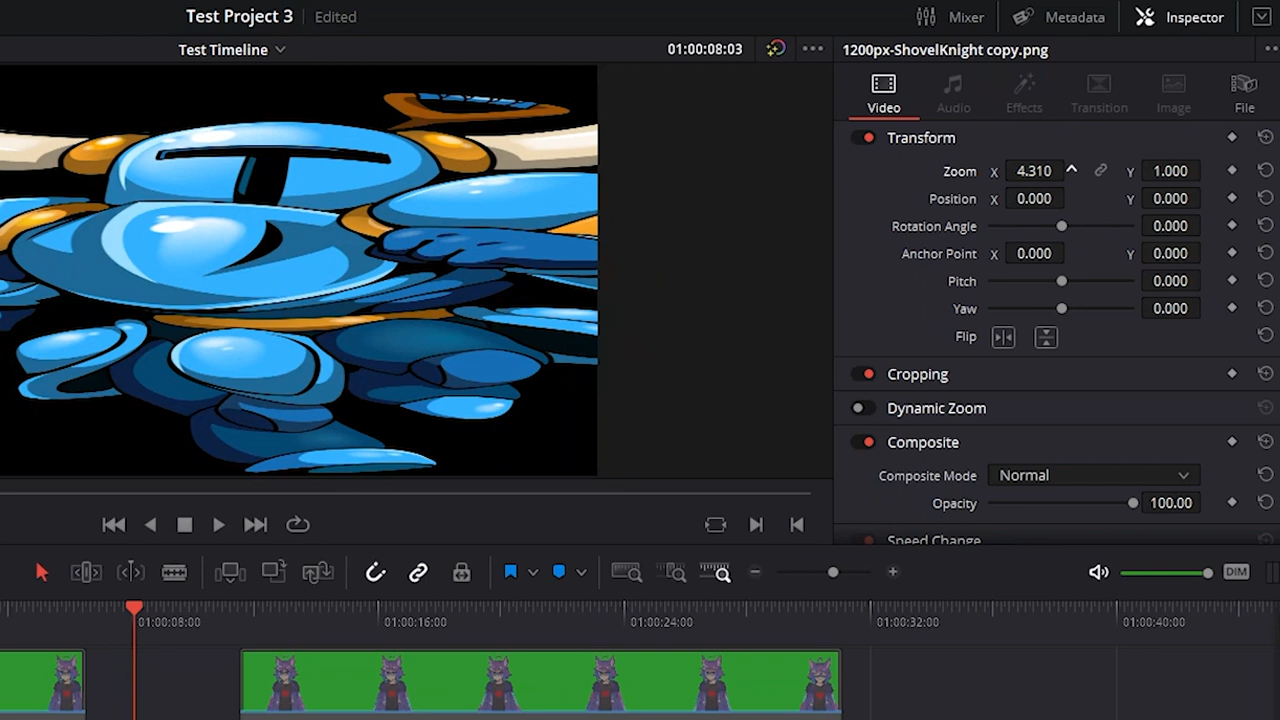 Test Project 3 Edited Mixer Metadata Inspector
Test Timeline 01:00:08:03 1200px-ShovelKnight copy.png
Video Audio Effects Transition Image File
Transform
Zoom X 4.310 Y 1.000
Position X 0.000 Y 0.000
Rotation Angle 0.000
Anchor Point X 0.000 Y 0.000
Pitch 0.000
Yaw 0.000
Flip
Cropping
Dynamic Zoom
Composite
Composite Mode Normal
Opacity 100.00
Speed Change
DIM
01:00:08:00 01:00:16:00 01:00:24:00 01:00:32:00 01:00:40:00